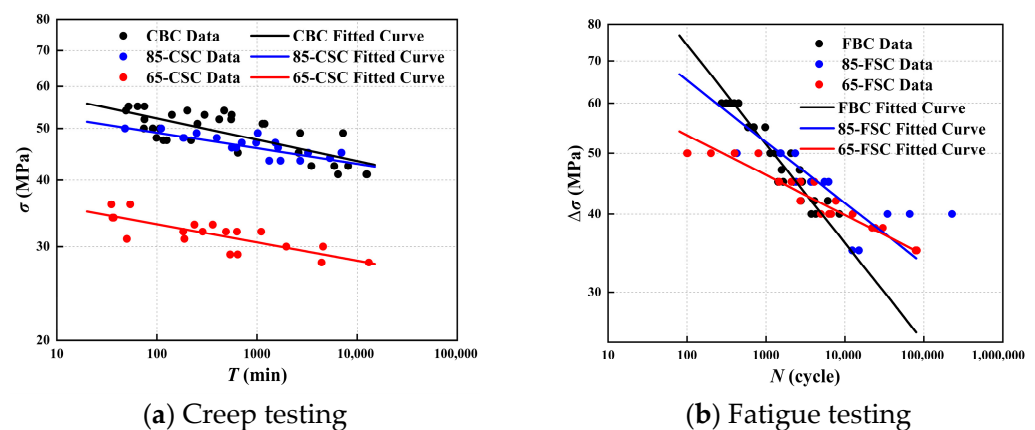 80
70
60
50
40
30
20
σ (MPa)
CBC Data
CBC Fitted Curve
85-CSC Data
85-CSC Fitted Curve
65-CSC Data
65-CSC Fitted Curve
10
100
1000
10,000
100,000
T (min)
(a) Creep testing
80
60
50
40
30
Δσ (MPa)
FBC Data
85-FSC Data
65-FSC Data
FBC Fitted Curve
85-FSC Fitted Curve
65-FSC Fitted Curve
10
100
1000
10,000
100,000
1,000,000
N (cycle)
(b) Fatigue testing